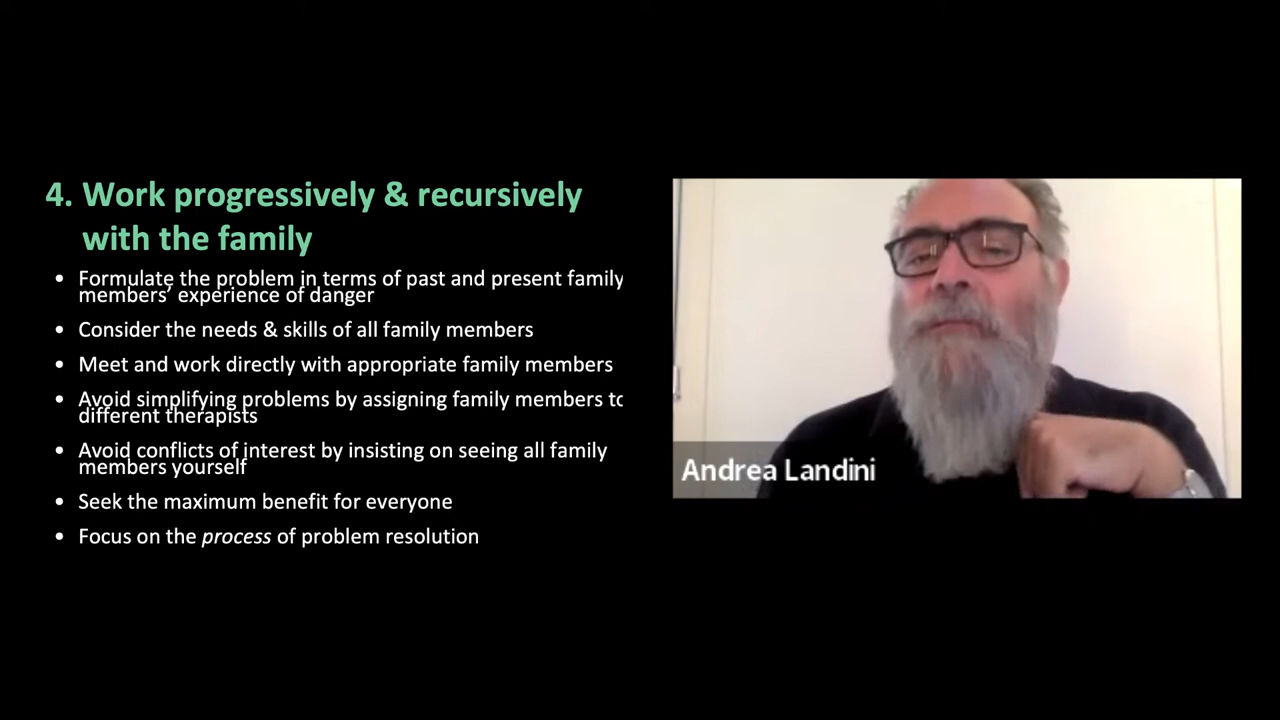 4. Work progressively & recursively
with the family
• Formulate the problem in terms of past and present family
members’ experience of danger
• Consider the needs & skills of all family members
• Meet and work directly with appropriate family members
• Avoid simplifying problems by assigning family members to
different therapists
• Avoid conflicts of interest by insisting on seeing all family
members yourself
• Seek the maximum benefit for everyone
• Focus on the process of problem resolution
Andrea Landini